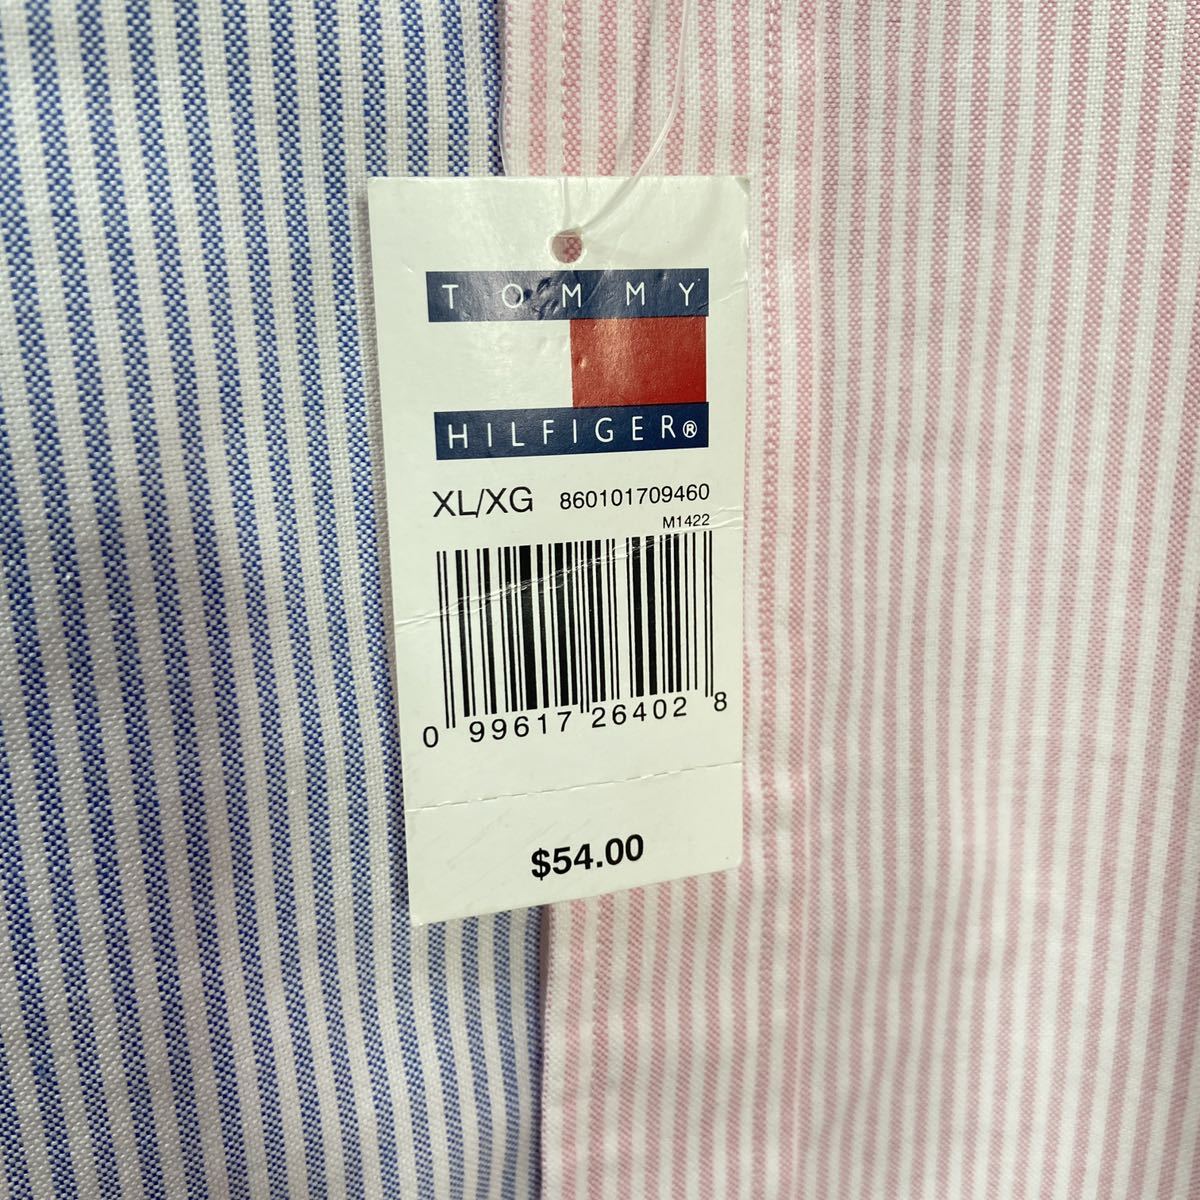 TOMMY
HILFIGER®
XL/XG 860101709460
M1422
0 99617 26402 8
$54.00